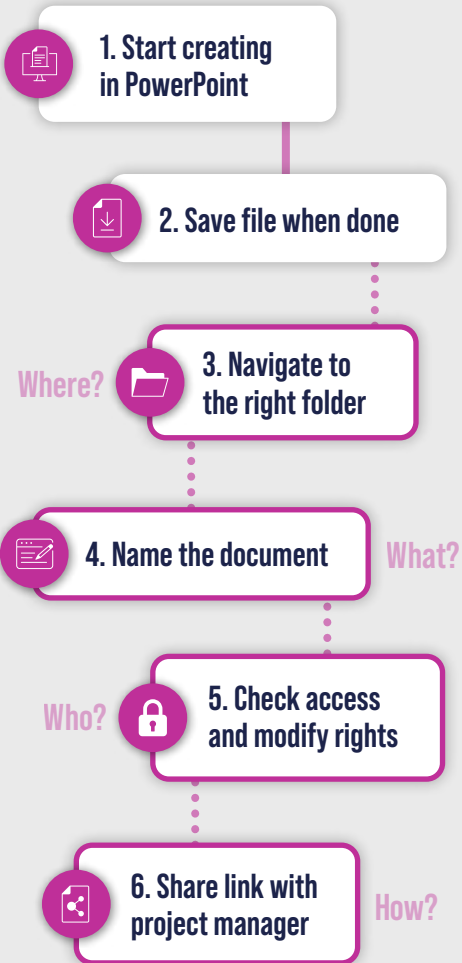 1. Start creating
in PowerPoint
2. Save file when done
Where?
3. Navigate to
the right folder
4. Name the document
What?
Who?
5. Check access
and modify rights
6. Share link with
project manager
How?